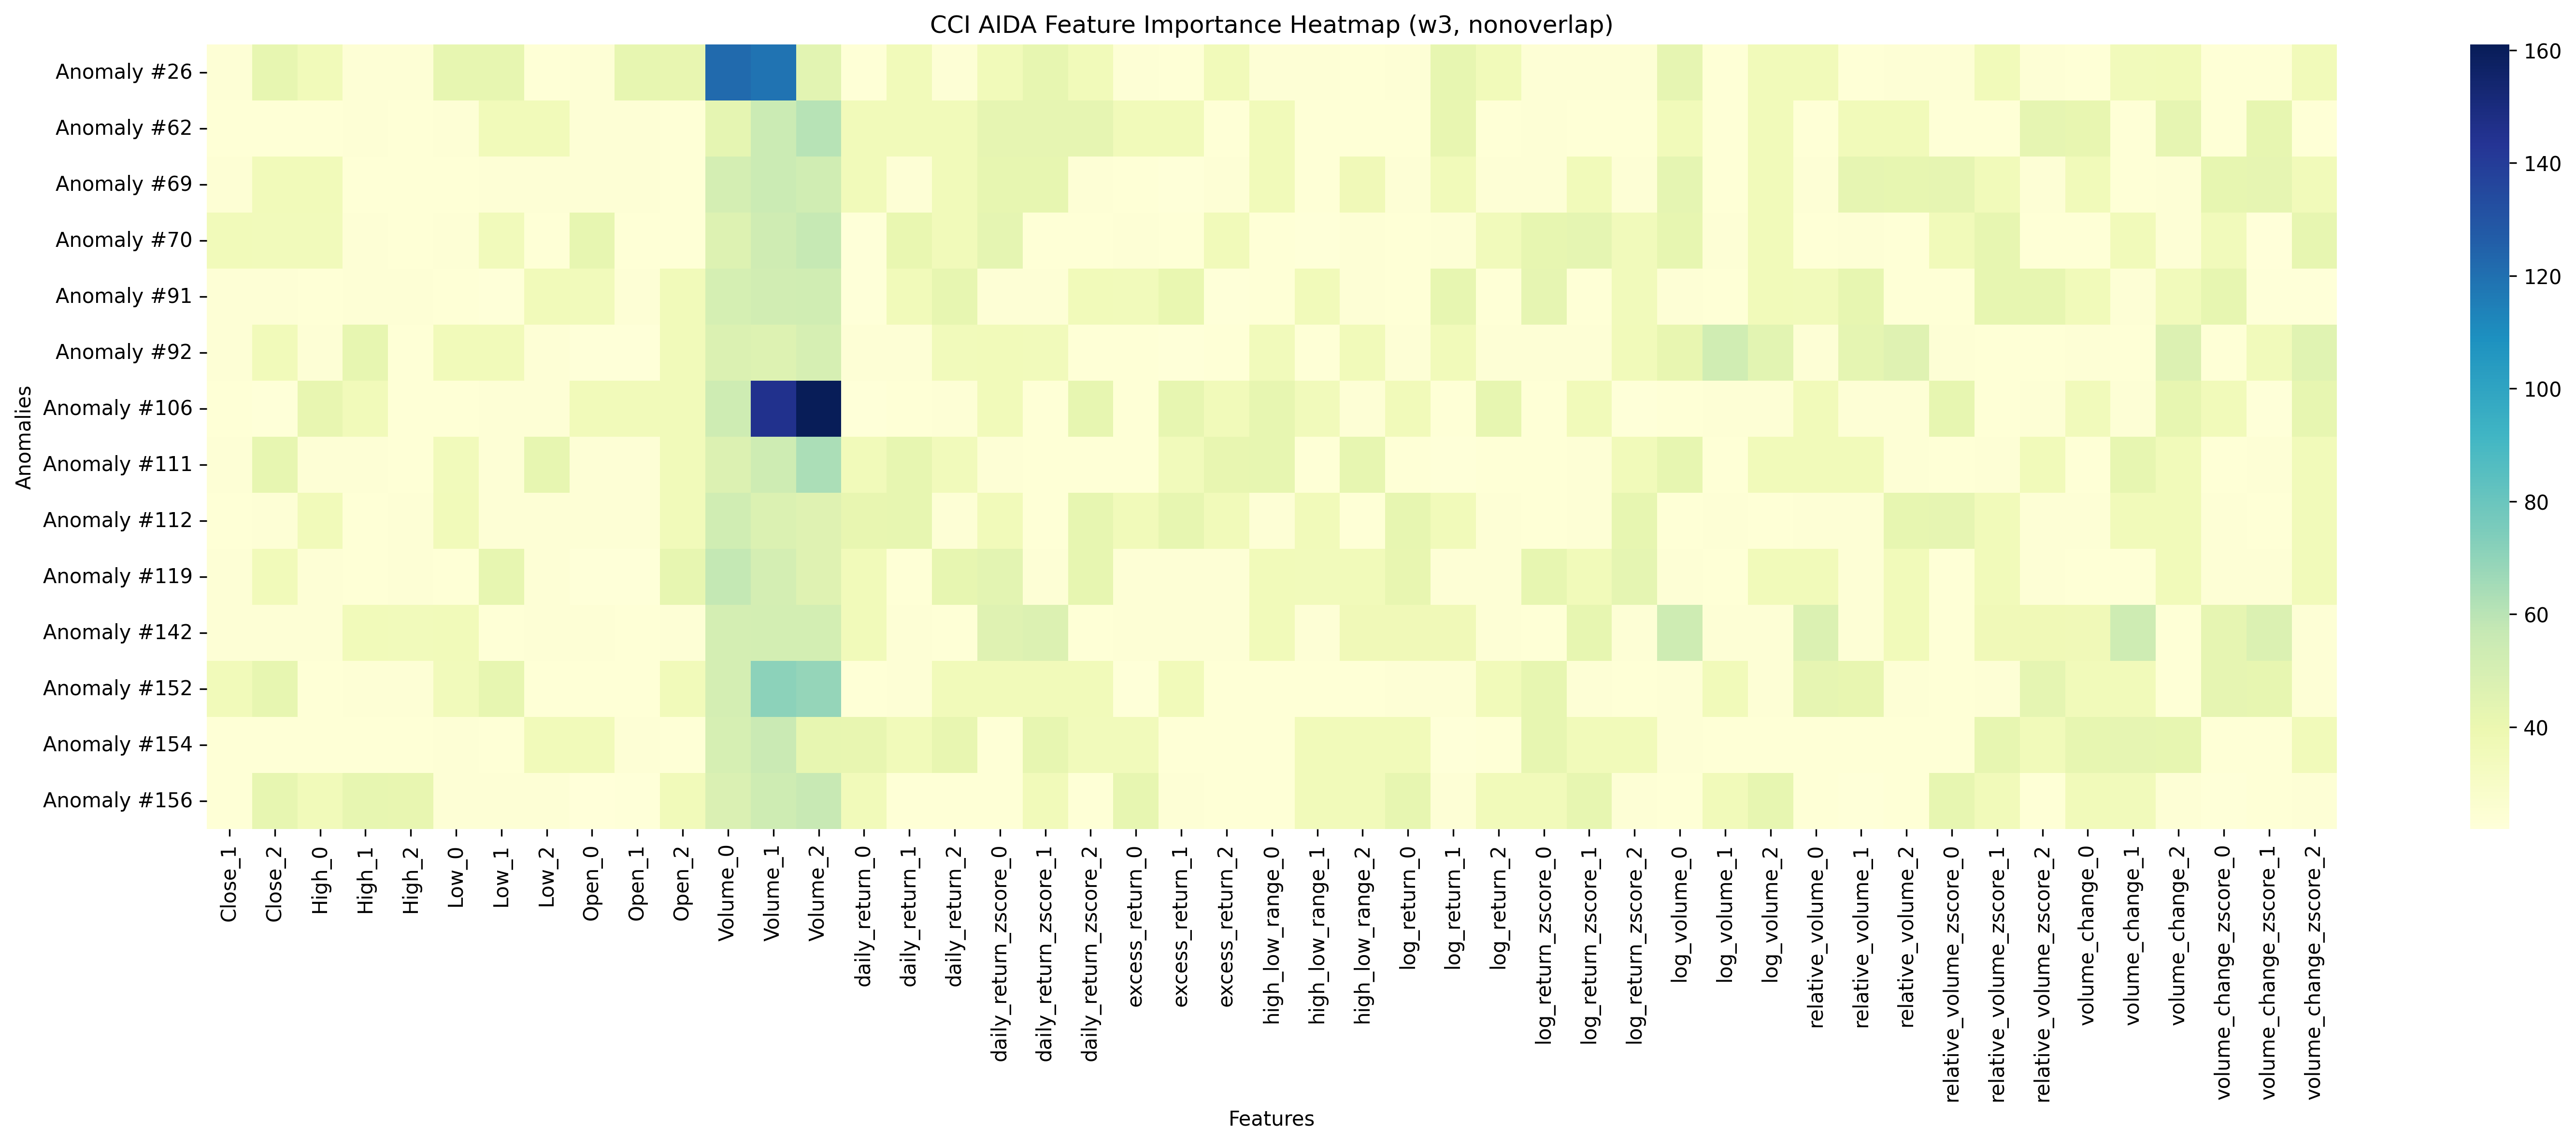 CCI AIDA Feature Importance Heatmap (w3, nonoverlap)
Anomalies
Anomaly #26
Anomaly #62
Anomaly #69
Anomaly #70
Anomaly #91
Anomaly #92
Anomaly #106
Anomaly #111
Anomaly #112
Anomaly #119
Anomaly #142
Anomaly #152
Anomaly #154
Anomaly #156
Close_1
Close_2
High_0
High_1
High_2
Low_0
Low_1
Low_2
Open_0
Open_1
Open_2
Volume_0
Volume_1
Volume_2
daily_return_0
daily_return_1
daily_return_2
daily_return_zscore_0
daily_return_zscore_1
daily_return_zscore_2
excess_return_0
excess_return_1
excess_return_2
high_low_range_0
high_low_range_1
high_low_range_2
log_return_0
log_return_1
log_return_2
log_return_zscore_0
log_return_zscore_1
log_return_zscore_2
log_volume_0
log_volume_1
log_volume_2
relative_volume_0
relative_volume_1
relative_volume_2
relative_volume_zscore_0
relative_volume_zscore_1
relative_volume_zscore_2
volume_change_0
volume_change_1
volume_change_2
volume_change_zscore_0
volume_change_zscore_1
volume_change_zscore_2
Features
160
140
120
100
80
60
40